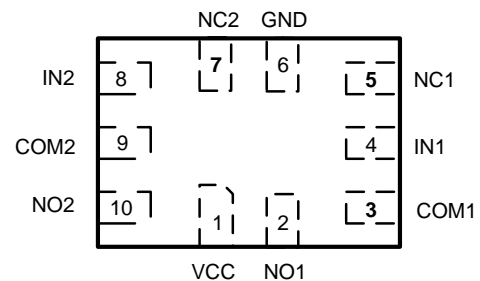 NC2 GND
IN2 8 7 6 5 NC1
COM2 9 4 IN1
NO2 10 1 2 3 COM1
VCC NO1